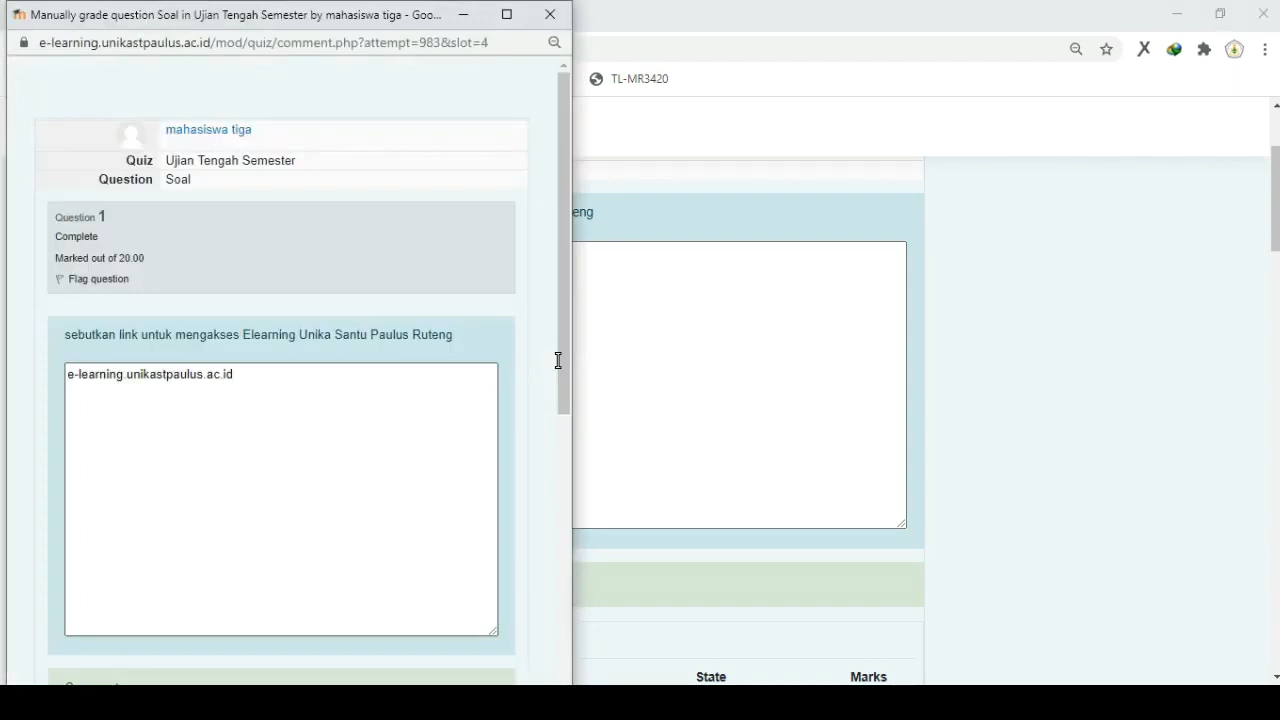 Manually grade question Soal in Ujian Tengah Semester by mahasiswa tiga - Goo...
e-learning.unikastpaulus.ac.id/mod/quiz/comment.php?attempt=983&slot=4
TL-MR3420
mahasiswa tiga
Quiz Ujian Tengah Semester
Question Soal
Question 1
Complete
Marked out of 20.00
Flag question
eng
sebutkan link untuk mengakses Elearning Unika Santu Paulus Ruteng
e-learning.unikastpaulus.ac.id
State Marks